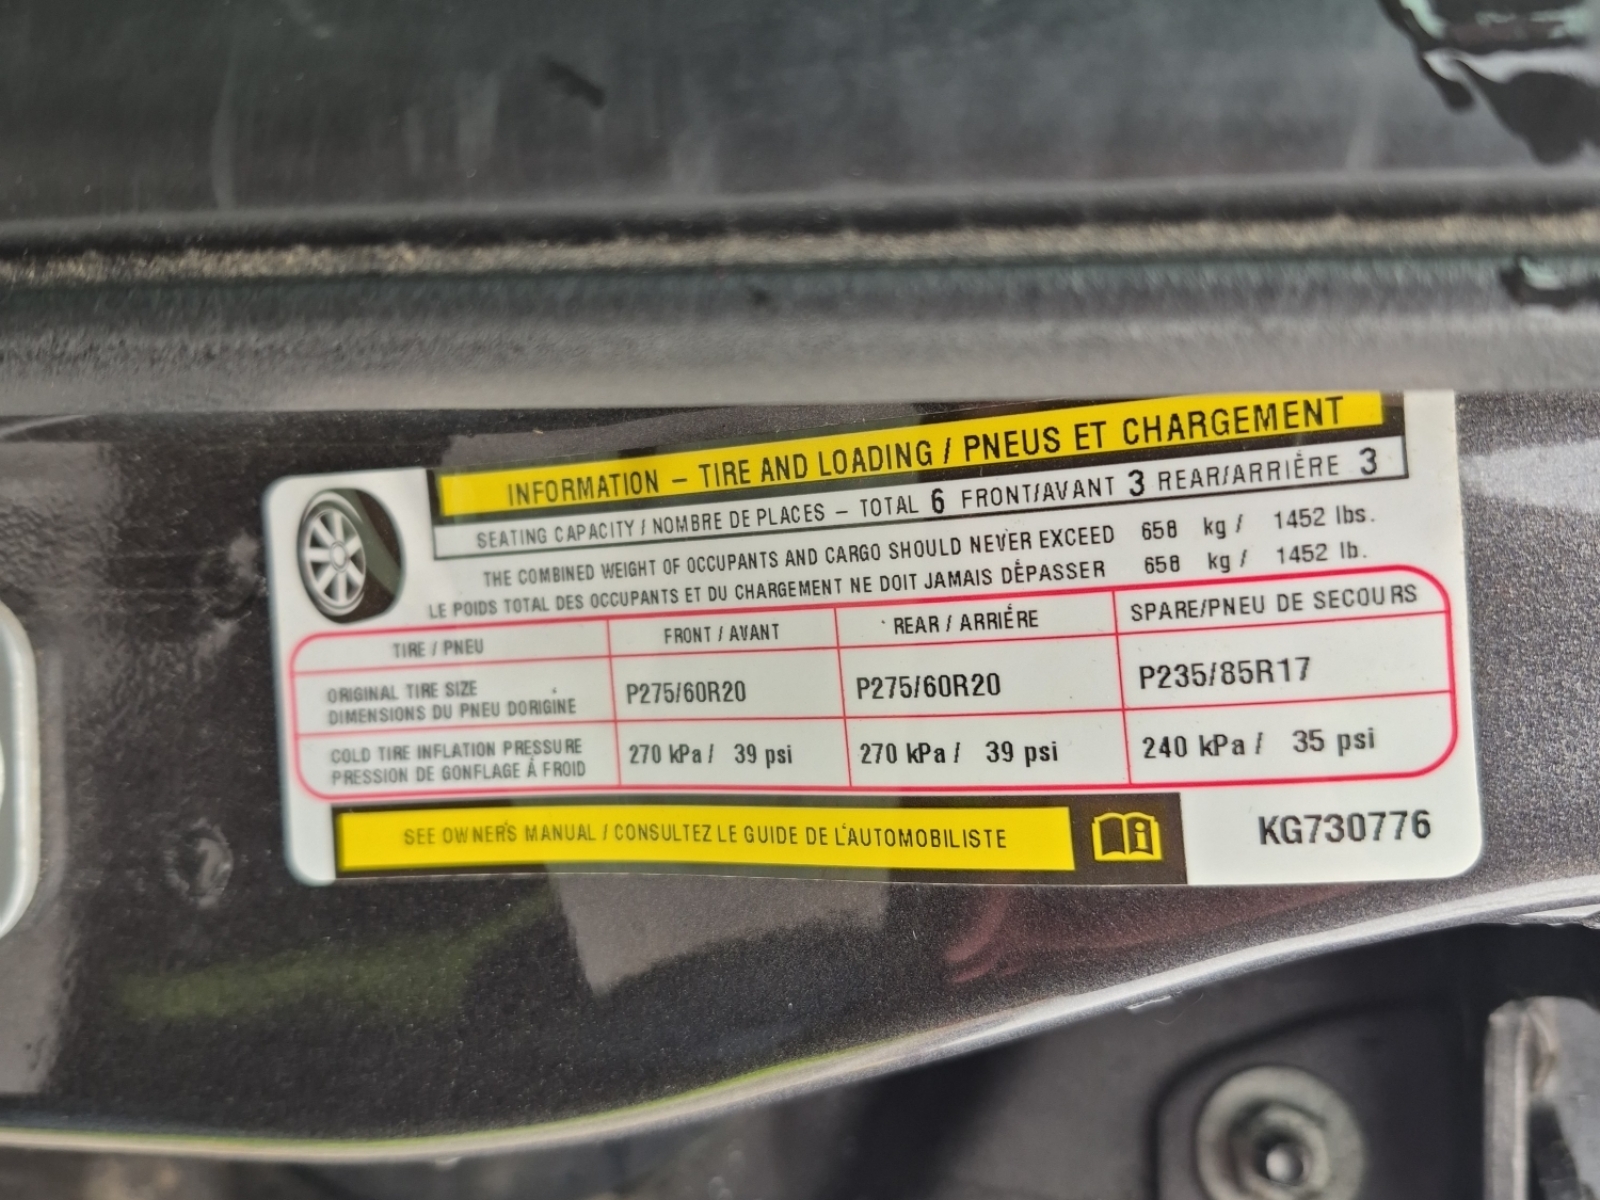 INFORMATION – TIRE AND LOADING / PNEUS ET CHARGEMENT
SEATING CAPACITY / NOMBRE DE PLACES – TOTAL 6 FRONT/AVANT 3 REAR/ARRIÈRE 3
THE COMBINED WEIGHT OF OCCUPANTS AND CARGO SHOULD NEVER EXCEED 658 kg / 1452 lbs.
LE POIDS TOTAL DES OCCUPANTS ET DU CHARGEMENT NE DOIT JAMAIS DÉPASSER 658 kg / 1452 lb.
TIRE / PNEU FRONT / AVANT REAR / ARRIÈRE SPARE/PNEU DE SECOURS
ORIGINAL TIRE SIZE
DIMENSIONS DU PNEU DORIGINE P275/60R20 P275/60R20 P235/85R17
COLD TIRE INFLATION PRESSURE
PRESSION DE GONFLAGE À FROID 270 kPa / 39 psi 270 kPa / 39 psi 240 kPa / 35 psi
SEE OWNER'S MANUAL / CONSULTEZ LE GUIDE DE L'AUTOMOBILISTE KG730776